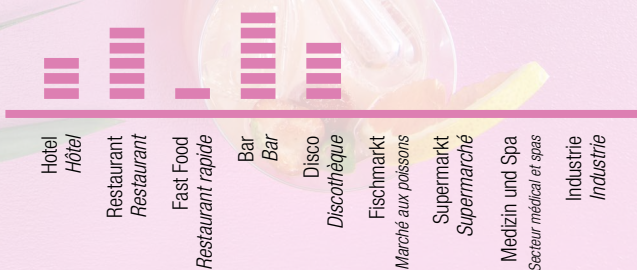 Hotel
Hôtel
Restaurant
Restaurant
Fast Food
Restaurant rapide
Bar
Bar
Disco
Discothèque
Fischmarkt
Marché aux poissons
Supermarkt
Supermarché
Medizin und Spa
Secteur médical et spas
Industrie
Industrie